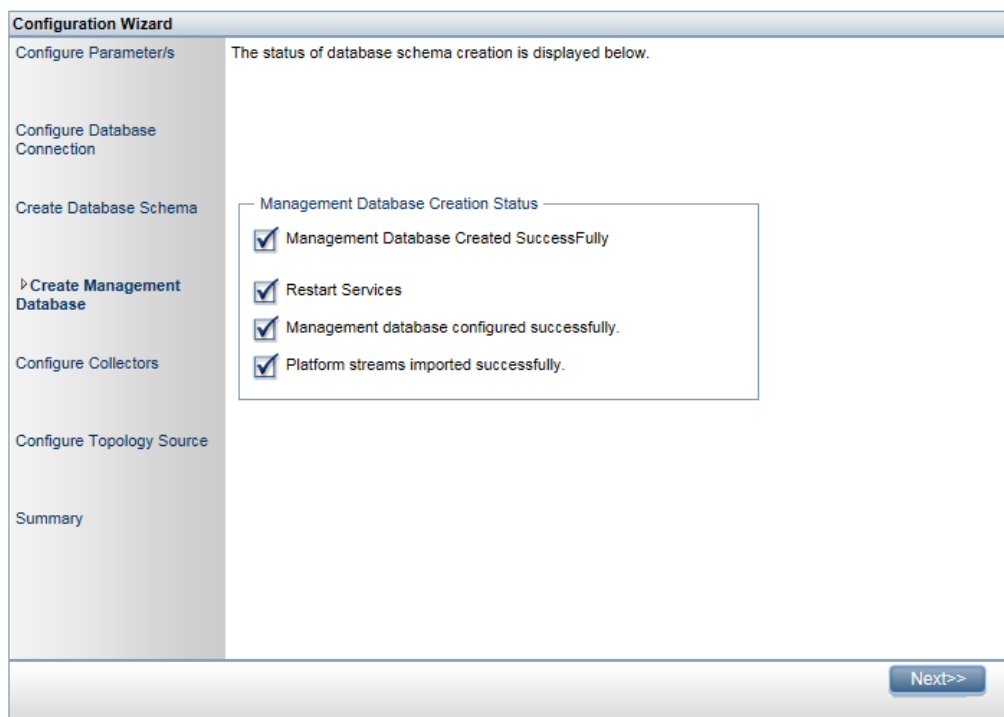 Configuration Wizard
Configure Parameter/s
The status of database schema creation is displayed below.
Configure Database
Connection
Create Database Schema
Management Database Creation Status
Management Database Created SuccessFully
Create Management
Database
Restart Services
Management database configured successfully.
Configure Collectors
Platform streams imported successfully.
Configure Topology Source
Summary
Next>>